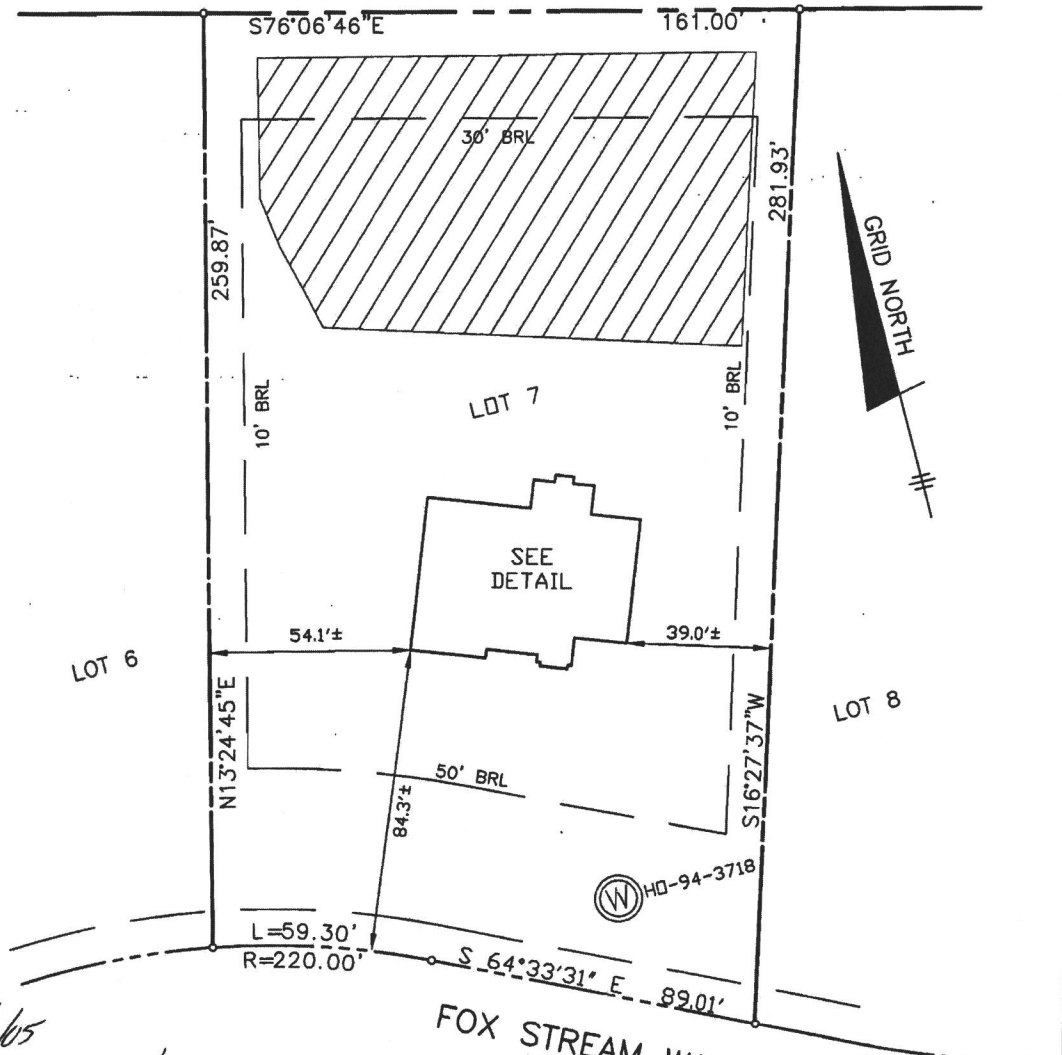 S76°06'46"E 161.00'
30' BRL
259.87'
281.93'
GRID NORTH
10' BRL
LOT 7
10' BRL
SEE
DETAIL
54.1'±
39.0'±
LOT 6
LOT 8
N13°24'45"E
S16°27'37"W
50' BRL
84.3'±
W HO-94-3718
L=59.30'
R=220.00'
S 64°33'31" E 89.01'
FOX STREAM